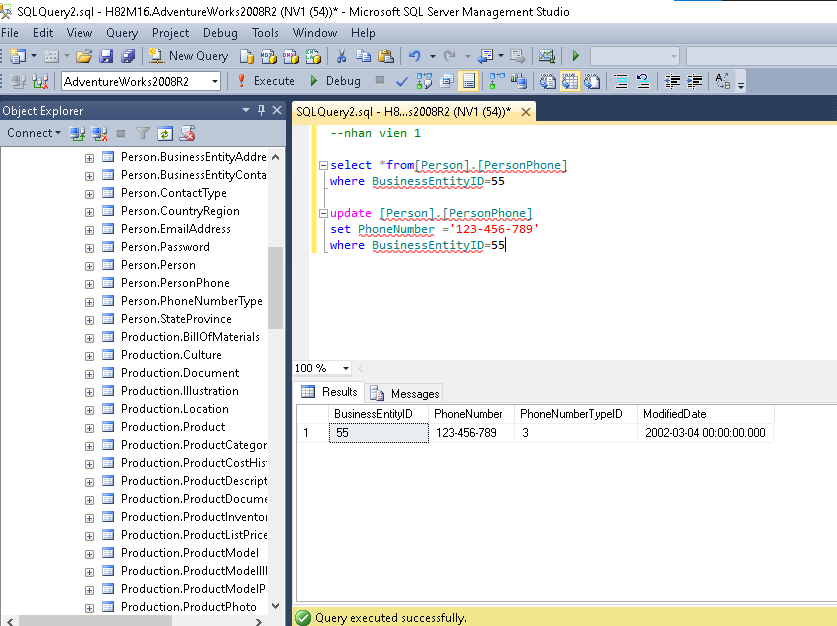 SQLQuery2.sql - H82M16.AdventureWorks2008R2 (NV1 (54))* - Microsoft SQL Server Management Studio
File Edit View Query Project Debug Tools Window Help
New Query
AdventureWorks2008R2 Execute Debug
Object Explorer
Connect
Person.BusinessEntityAddre
Person.BusinessEntityConta
Person.ContactType
Person.CountryRegion
Person.EmailAddress
Person.Password
Person.Person
Person.PersonPhone
Person.PhoneNumberType
Person.StateProvince
Production.BillOfMaterials
Production.Culture
Production.Document
Production.Illustration
Production.Location
Production.Product
Production.ProductCategor
Production.ProductCostHis
Production.ProductDescript
Production.ProductDocume
Production.ProductInventor
Production.ProductListPrice
Production.ProductModel
Production.ProductModelIll
Production.ProductModelP
Production.ProductPhoto
SQLQuery2.sql - H8...s2008R2 (NV1 (54))*
--nhan vien 1
select *from[Person].[PersonPhone]
where BusinessEntityID=55
update [Person].[PersonPhone]
set PhoneNumber ='123-456-789'
where BusinessEntityID=55
100 %
Results Messages
BusinessEntityID PhoneNumber PhoneNumberTypeID ModifiedDate
1 55 123-456-789 3 2002-03-04 00:00:00.000
Query executed successfully.